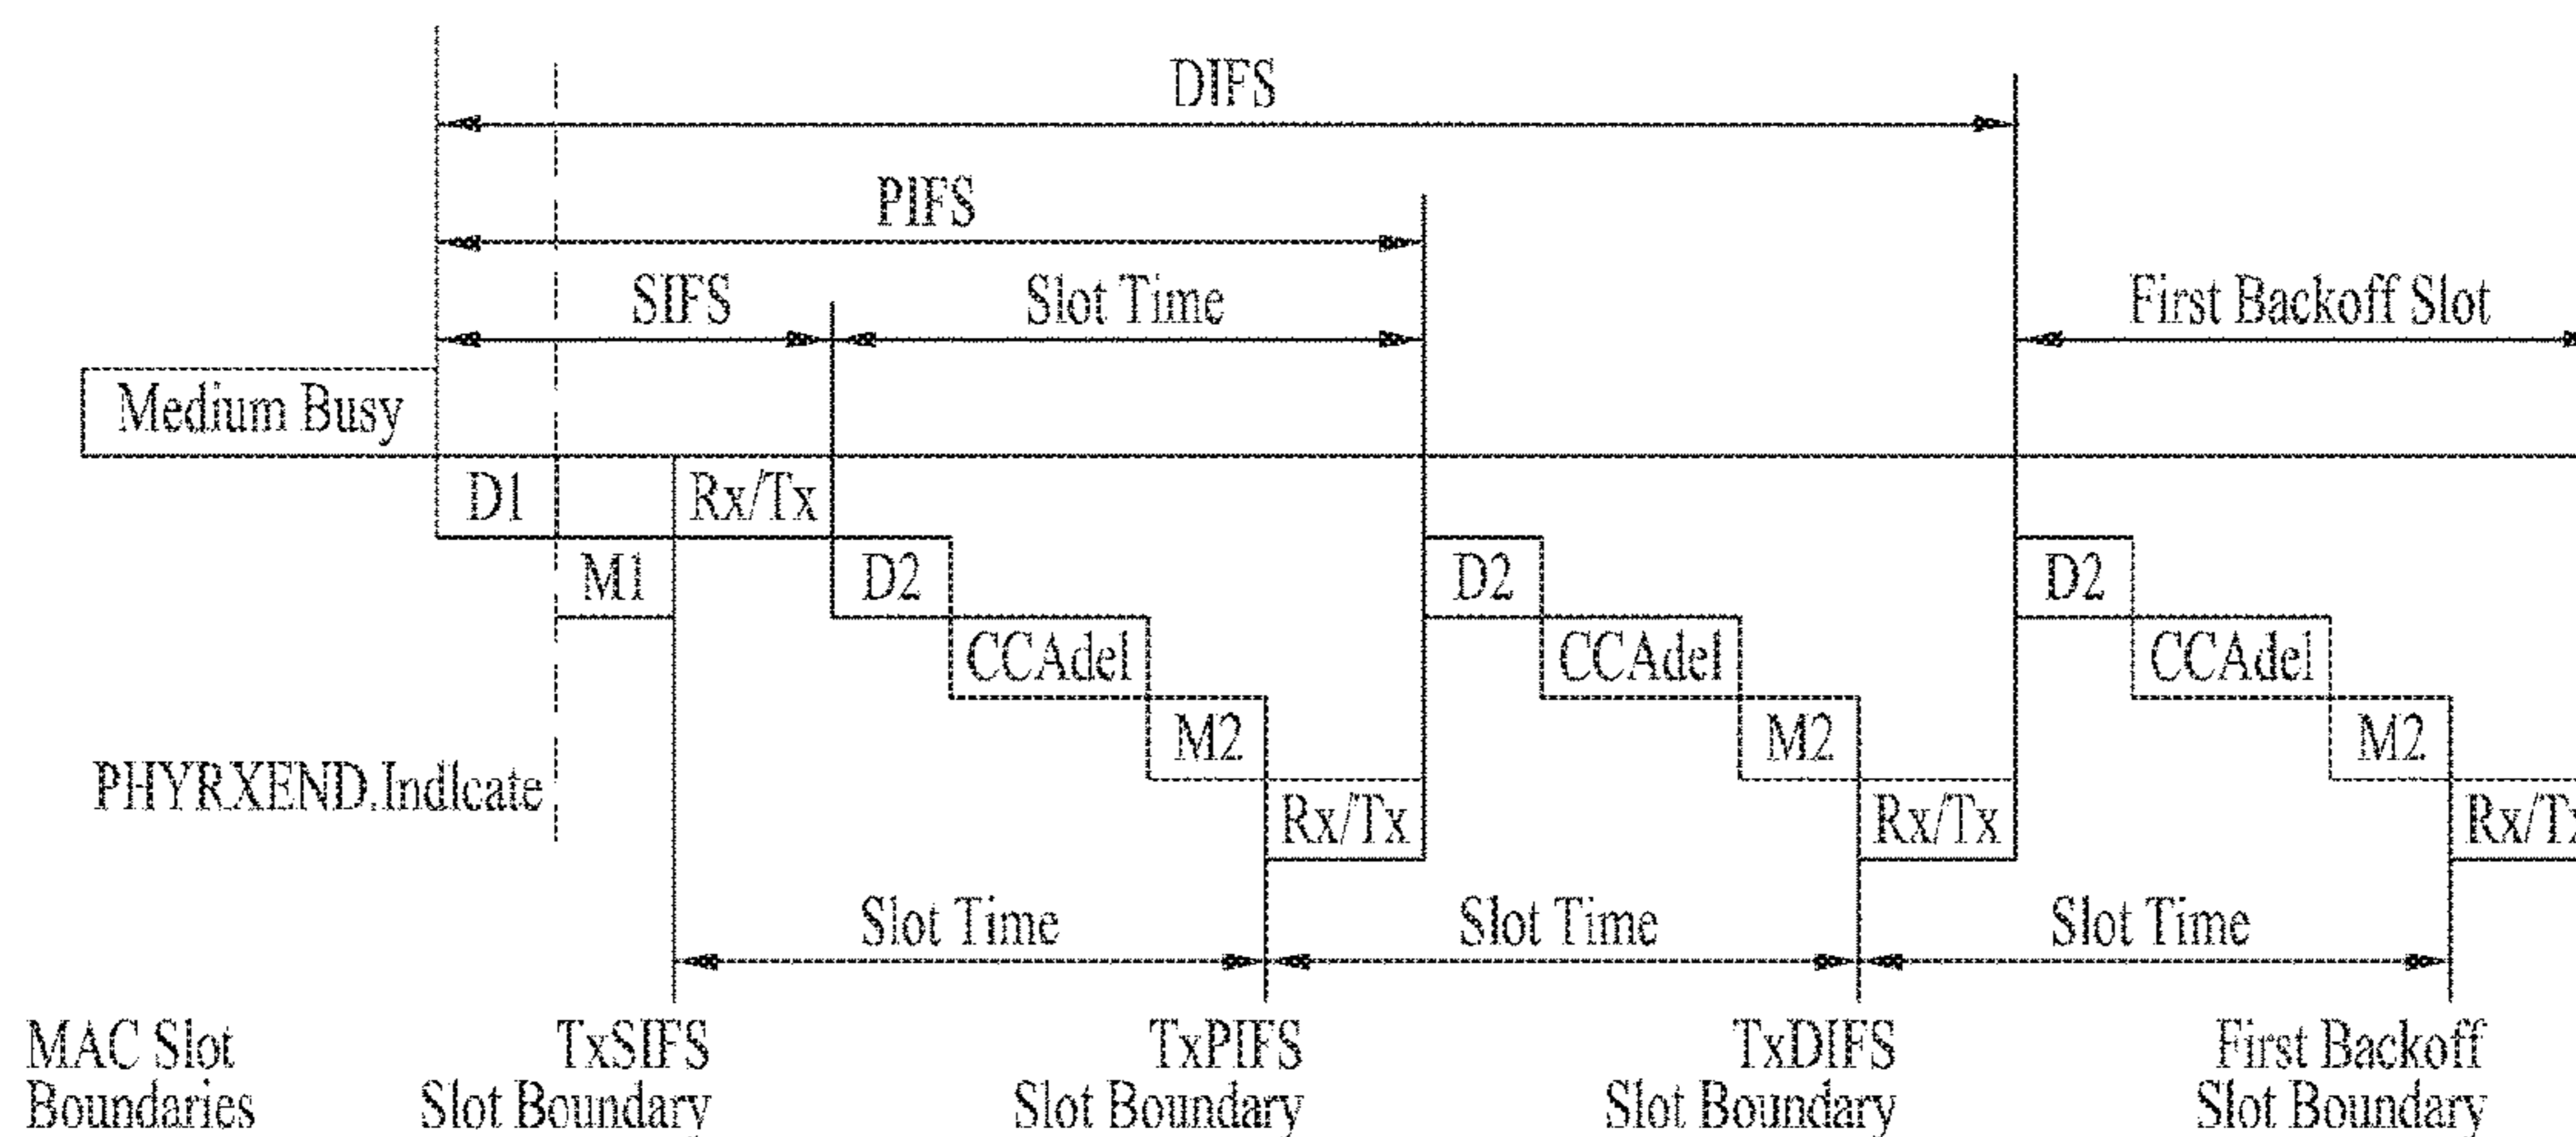 DIFS
PIFS
SIFS
Slot Time
First Backoff Slot
Medium Busy
D1
Rx/Tx
M1
D2
D2
D2
CCAdel
CCAdel
CCAdel
M2
M2
M2
PHYRXEND.Indlcate
Rx/Tx
Rx/Tx
Rx/Tx
Slot Time
Slot Time
Slot Time
MAC Slot
Boundaries
TxSIFS
Slot Boundary
TxPIFS
Slot Boundary
TxDIFS
Slot Boundary
First Backoff
Slot Boundary